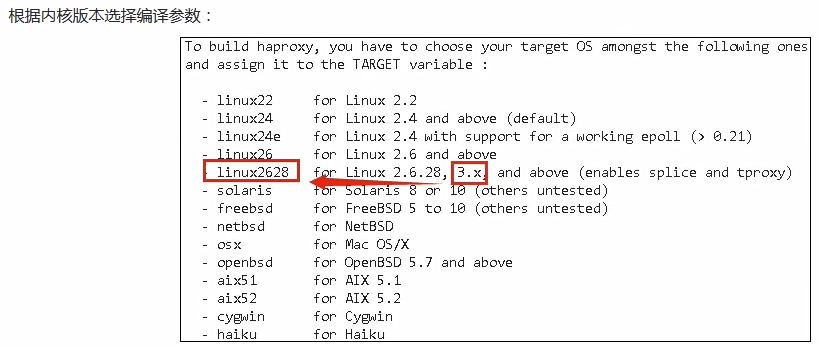 根据内核版本选择编译参数：
To build haproxy, you have to choose your target OS amongst the following ones
and assign it to the TARGET variable :
- linux22 for Linux 2.2
- linux24 for Linux 2.4 and above (default)
- linux24e for Linux 2.4 with support for a working epoll (> 0.21)
- linux26 for Linux 2.6 and above
- linux2628 for Linux 2.6.28, 3.x, and above (enables splice and tproxy)
- solaris for Solaris 8 or 10 (others untested)
- freebsd for FreeBSD 5 to 10 (others untested)
- netbsd for NetBSD
- osx for Mac OS/X
- openbsd for OpenBSD 5.7 and above
- aix51 for AIX 5.1
- aix52 for AIX 5.2
- cygwin for Cygwin
- haiku for Haiku